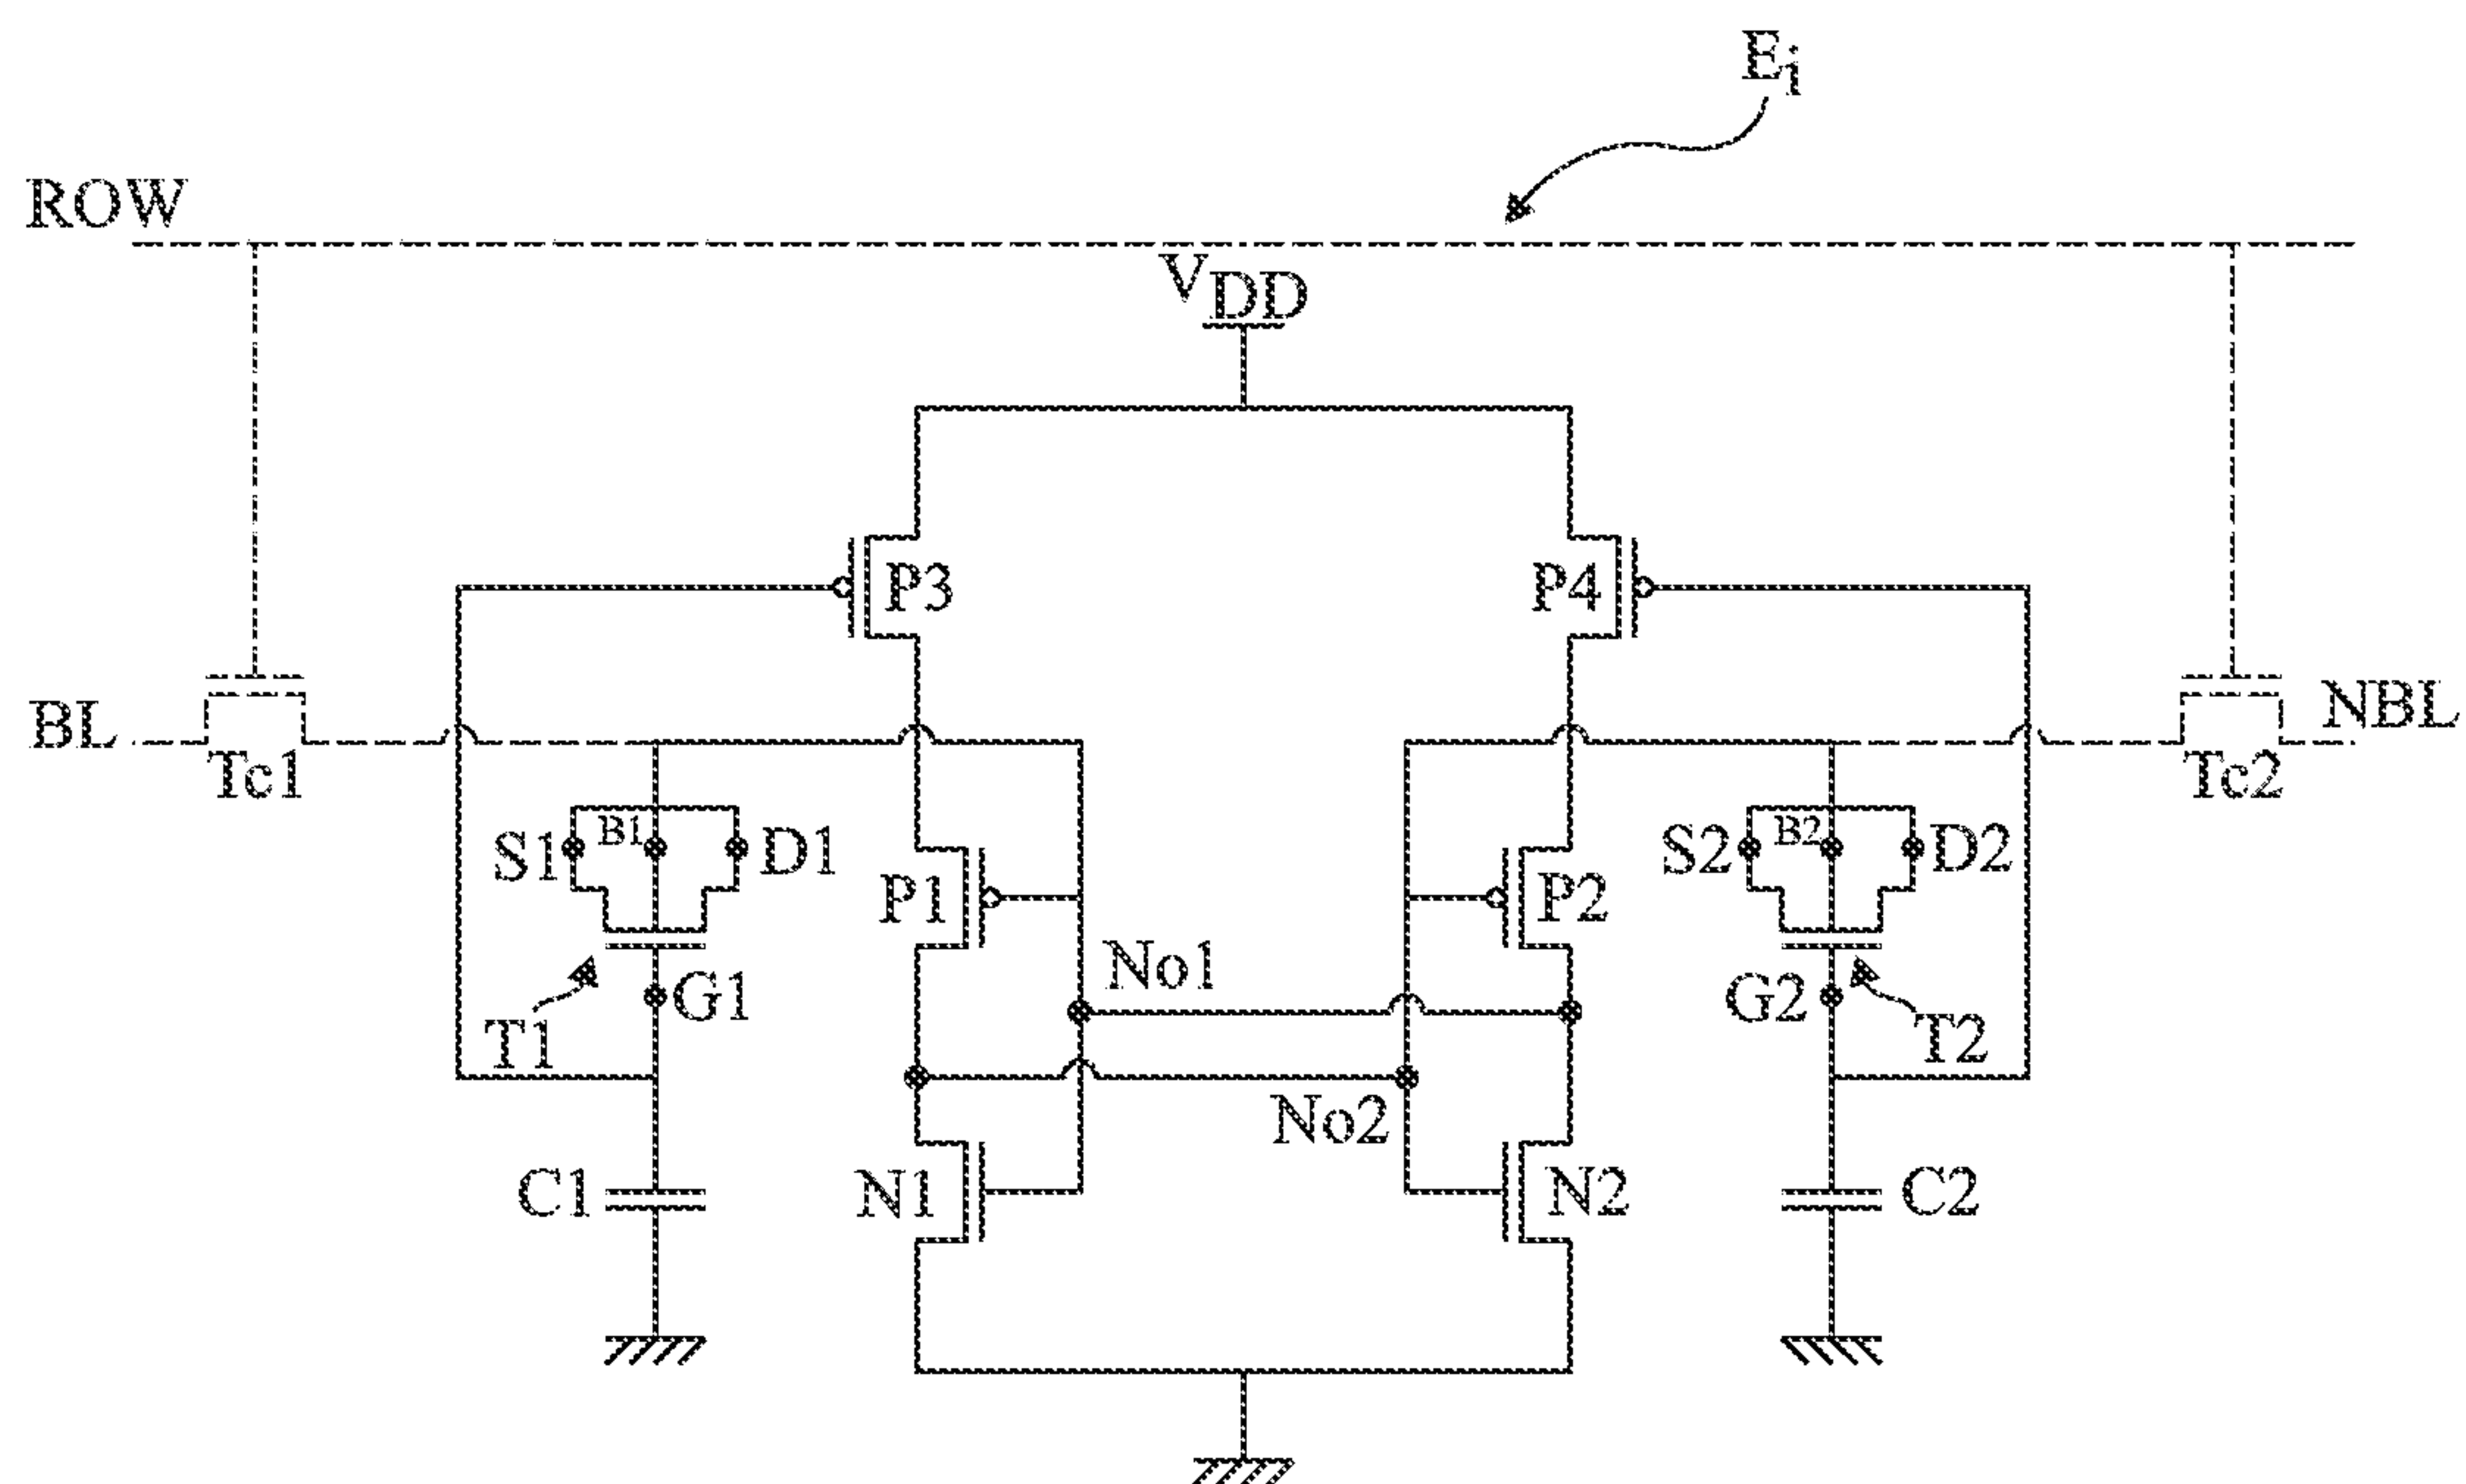 Ei
ROW
VDD
P3
P4
BL
NBL
Tc1
Tc2
S1
B1
D1
S2
B2
D2
P1
P2
No1
G1
G2
T1
T2
No2
C1
N1
N2
C2